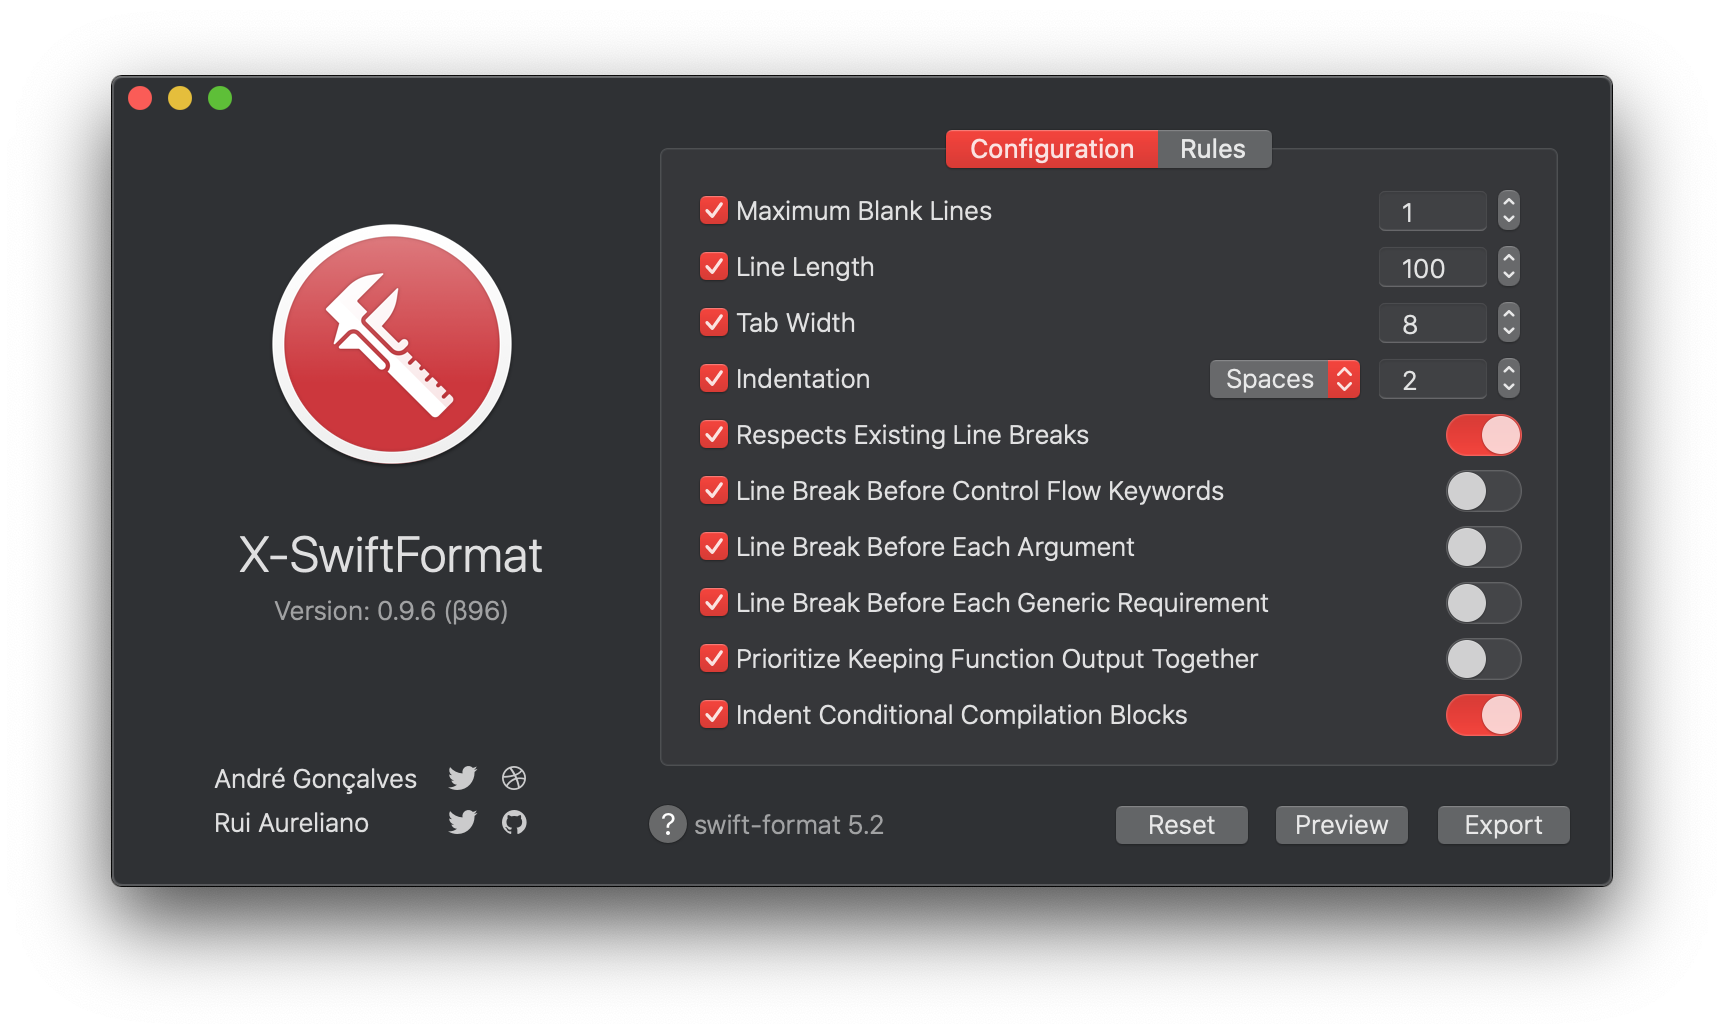 Configuration Rules
Maximum Blank Lines 1
Line Length 100
Tab Width 8
Indentation Spaces 2
Respects Existing Line Breaks
Line Break Before Control Flow Keywords
Line Break Before Each Argument
Line Break Before Each Generic Requirement
Prioritize Keeping Function Output Together
Indent Conditional Compilation Blocks
X-SwiftFormat
Version: 0.9.6 (β96)
André Gonçalves
Rui Aureliano
? swift-format 5.2
Reset Preview Export